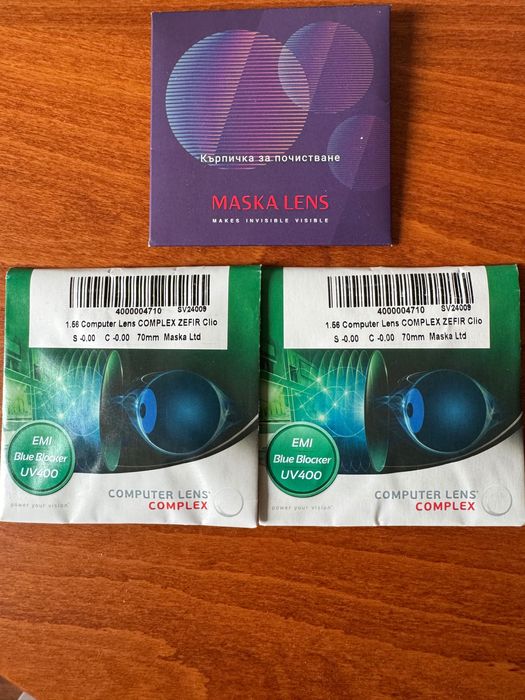 Кърпичка за почистване
MASKA LENS
MAKES INVISIBLE VISIBLE
4000004710 SV24009
1.56 Computer Lens COMPLEX ZEFIR Clio
S -0.00 C -0.00 70mm Maska Ltd
EMI
Blue Blocker
UV400
COMPUTER LENS
COMPLEX
power your vision
4000004710 SV24009
1.56 Computer Lens COMPLEX ZEFIR Clio
S -0.00 C -0.00 70mm Maska Ltd
EMI
Blue Blocker
UV400
COMPUTER LENS
COMPLEX
power your vision